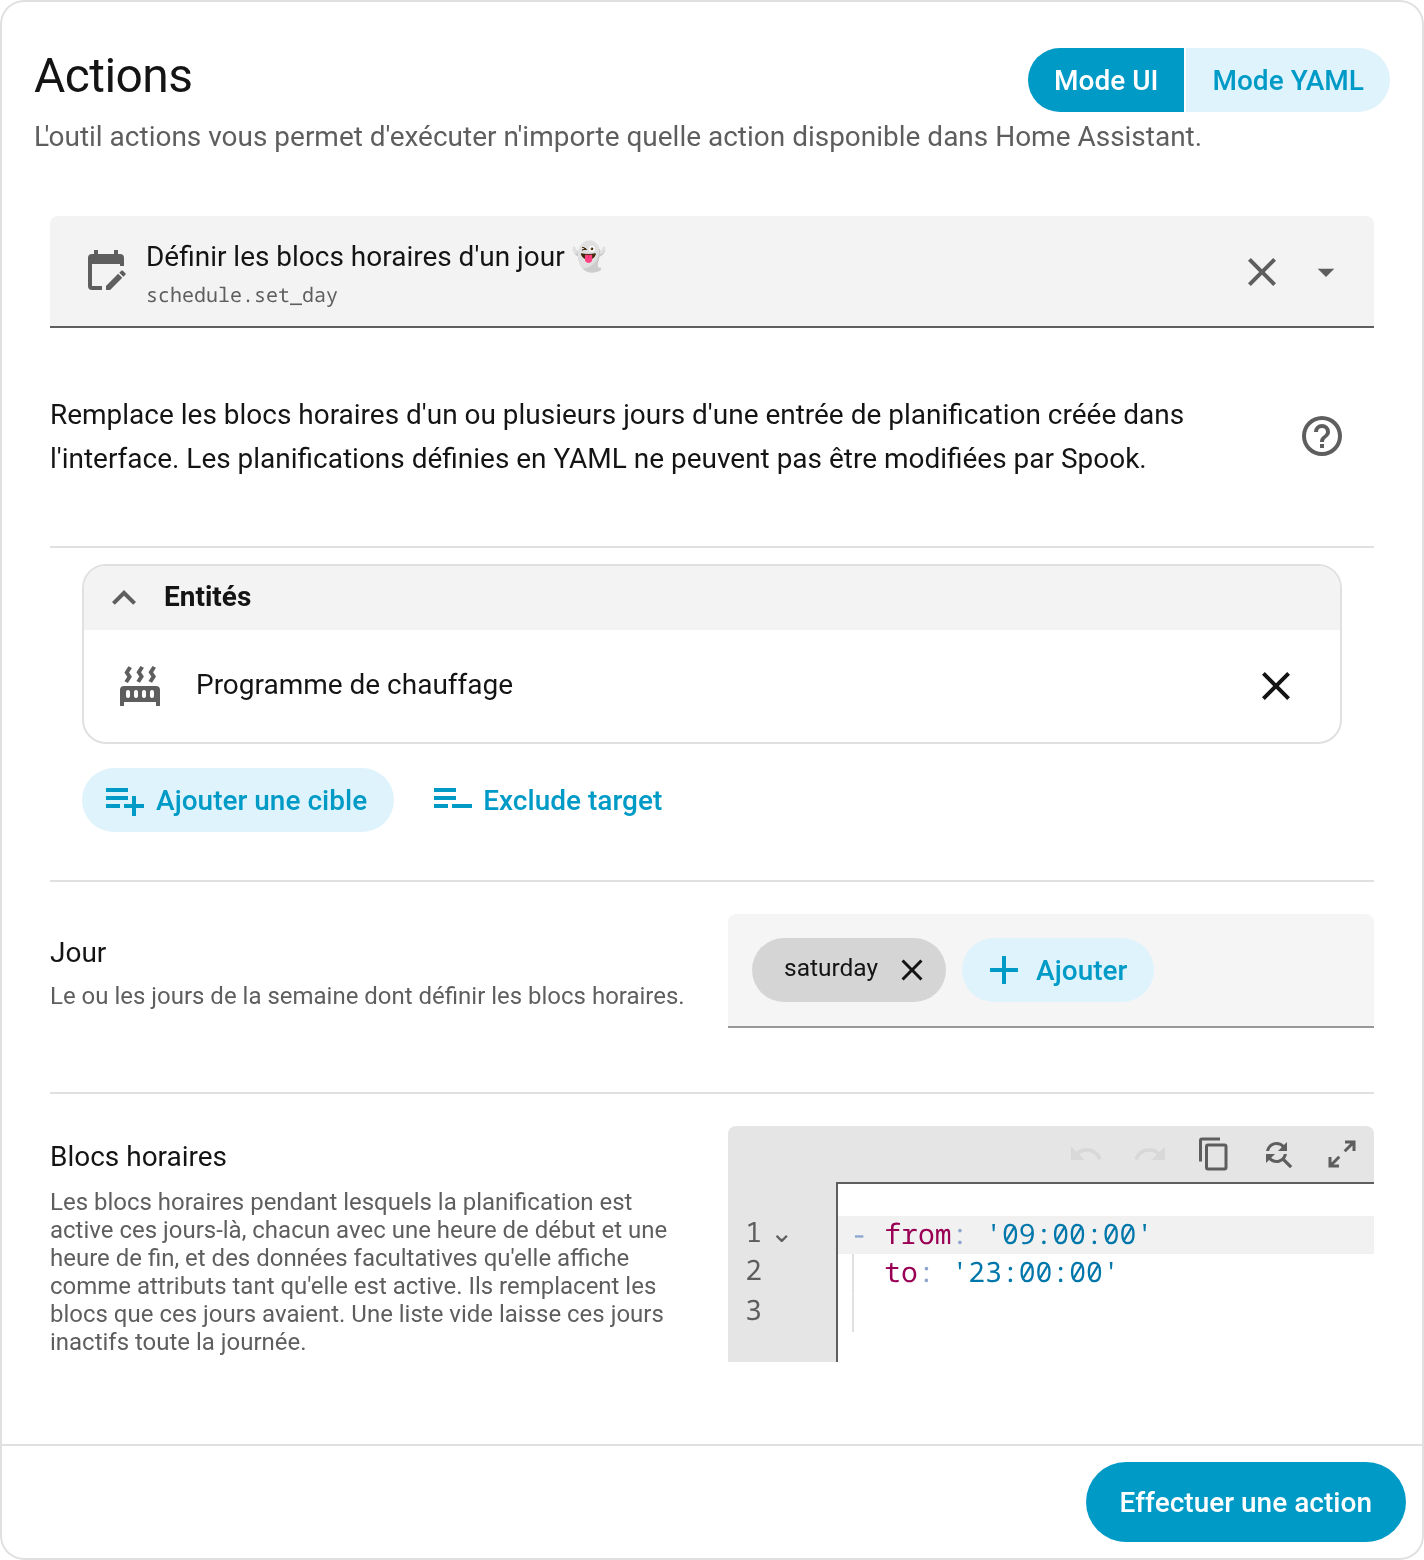 Actions
Mode UI
Mode YAML
L'outil actions vous permet d'exécuter n'importe quelle action disponible dans Home Assistant.
Définir les blocs horaires d'un jour 👻
schedule.set_day
Remplace les blocs horaires d'un ou plusieurs jours d'une entrée de planification créée dans
l'interface. Les planifications définies en YAML ne peuvent pas être modifiées par Spook.
Entités
Programme de chauffage
Ajouter une cible
Exclude target
Jour
Le ou les jours de la semaine dont définir les blocs horaires.
saturday
Ajouter
Blocs horaires
Les blocs horaires pendant lesquels la planification est
active ces jours-là, chacun avec une heure de début et une
heure de fin, et des données facultatives qu'elle affiche
comme attributs tant qu'elle est active. Ils remplacent les
blocs que ces jours avaient. Une liste vide laisse ces jours
inactifs toute la journée.
1 - from: '09:00:00'
2 to: '23:00:00'
3
Effectuer une action